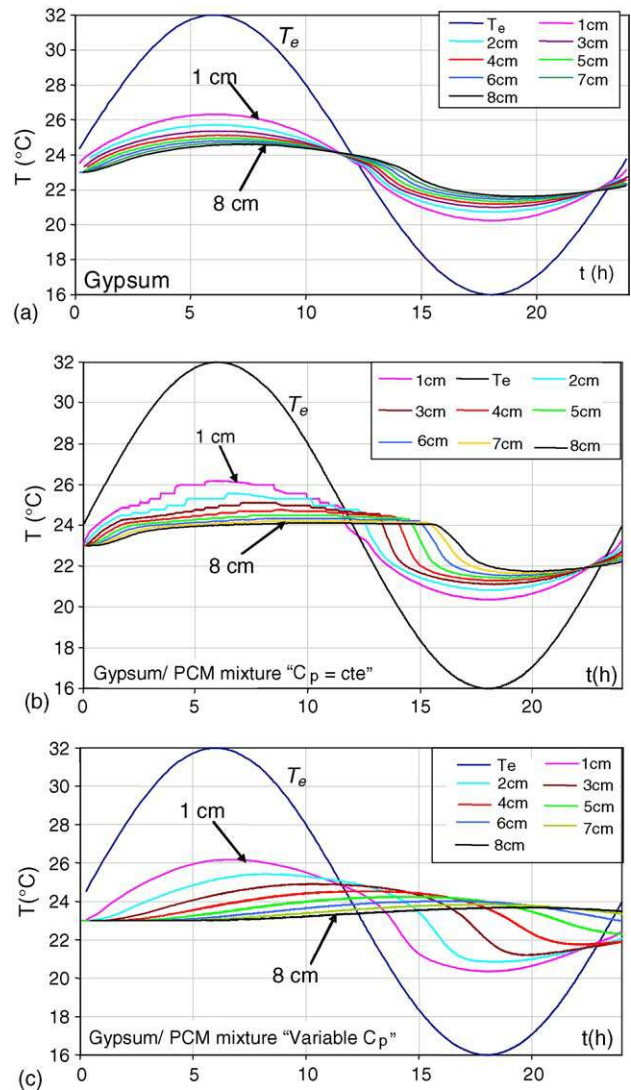 32
30
28
26
24
22
20
18
16
T (°C)
Te
1 cm
8 cm
Te 1cm
2cm 3cm
4cm 5cm
6cm 7cm
8cm
Gypsum
t (h)
0 5 10 15 20
(a)
32
30
28
26
24
22
20
18
16
T (°C)
Te
1 cm
8 cm
1cm Te 2cm
3cm 4cm 5cm
6cm 7cm 8cm
Gypsum/ PCM mixture "Cp = cte"
t(h)
0 5 10 15 20
(b)
32
30
28
26
24
22
20
18
16
T(°C)
Te
1 cm
8 cm
Te 1cm
2cm 3cm
4cm 5cm
6cm 7cm
8cm
Gypsum/ PCM mixture "Variable Cp"
t(h)
0 5 10 15 20
(c)